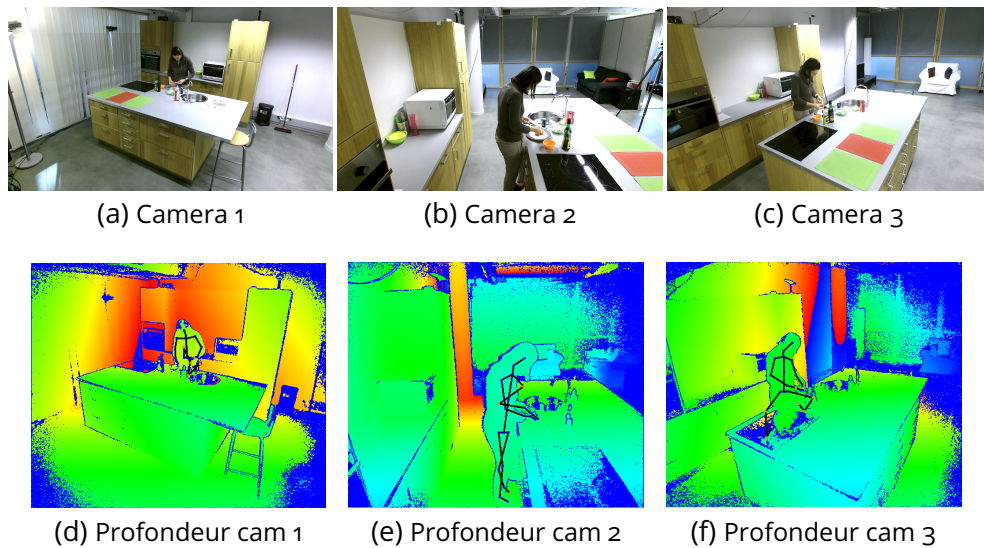 (a) Camera 1
(b) Camera 2
(c) Camera 3
(d) Profondeur cam 1
(e) Profondeur cam 2
(f) Profondeur cam 3